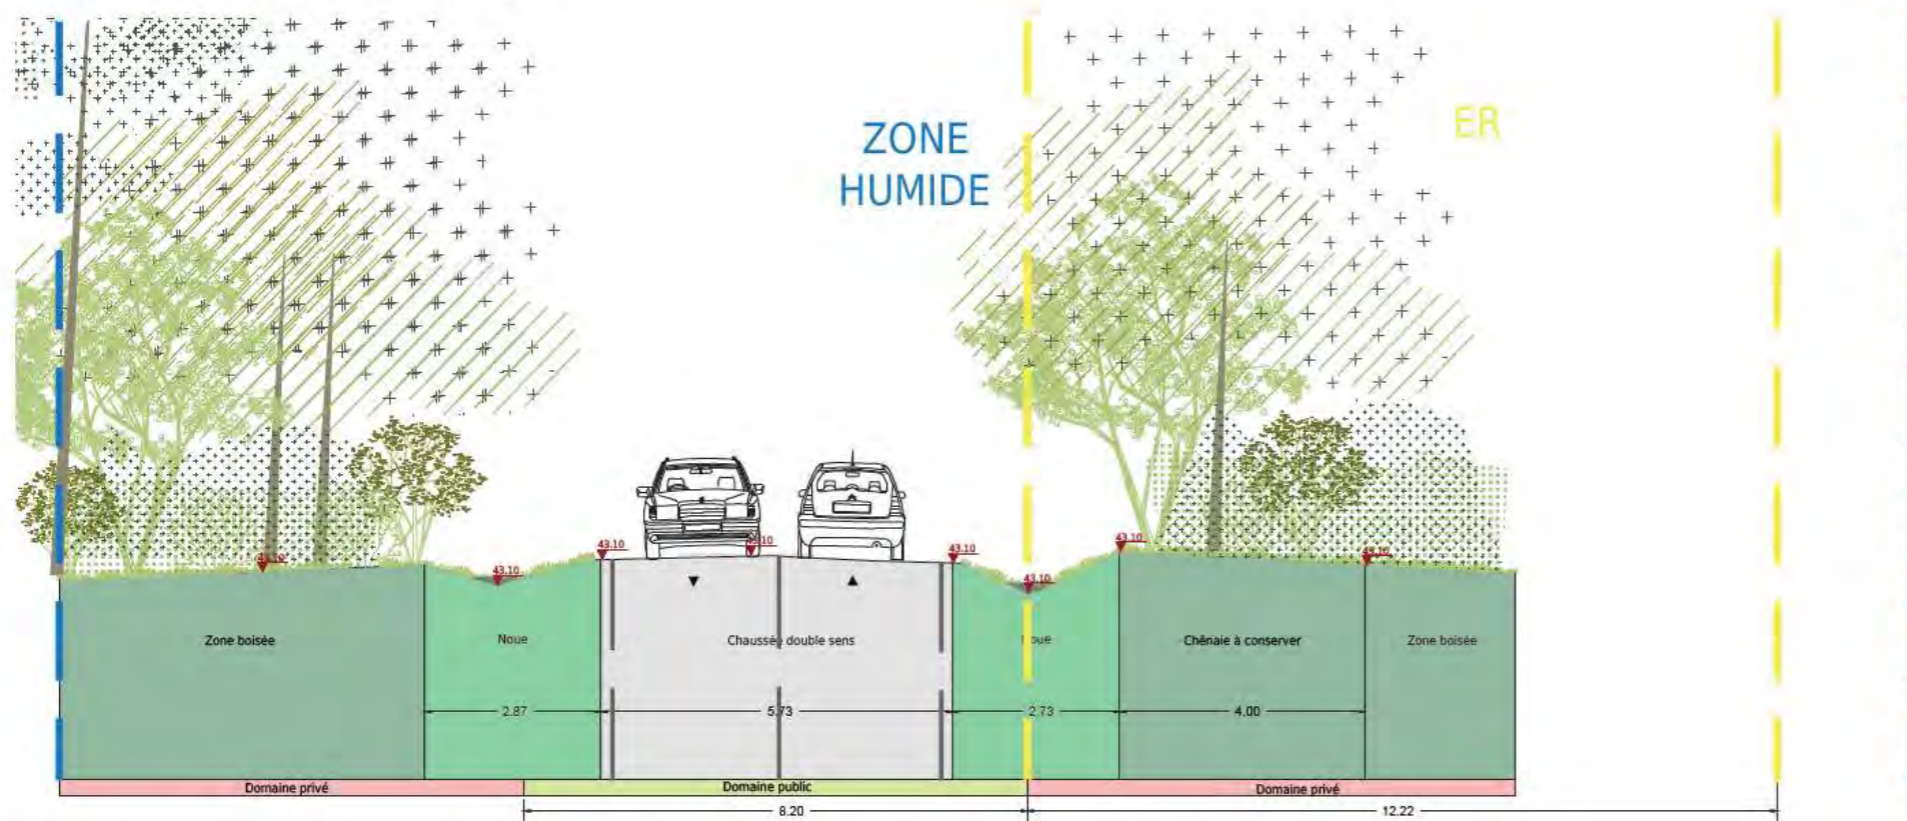 ZONE
HUMIDE
ER
43.10
43.10
43.10
43.10
43.10
43.10
43.10
43.10
Zone boisée
Noue
Chaussée double sens
Noue
Chênaie à conserver
Zone boisée
2.87
5.73
2.73
4.00
Domaine privé
Domaine public
Domaine privé
8.20
12.22